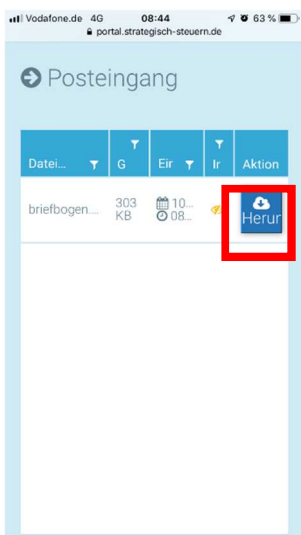 Vodafone.de 4G 08:44 63 %
portal.strategisch-steuern.de
Posteingang
Datei... G Eir Ir Aktion
briefbogen.... 303 KB 10... 08... Herur